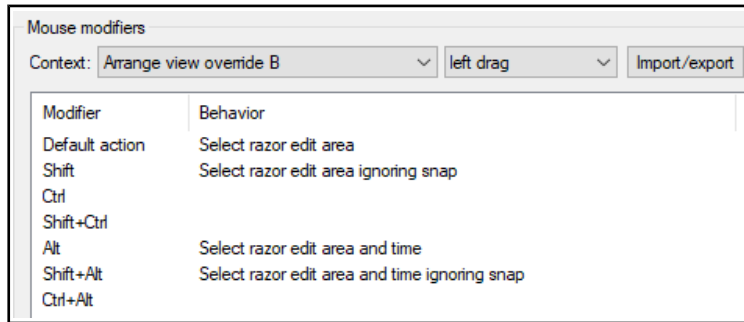 Mouse modifiers
Context: Arrange view override B left drag Import/export
Modifier Behavior
Default action Select razor edit area
Shift Select razor edit area ignoring snap
Ctrl
Shift+Ctrl
Alt Select razor edit area and time
Shift+Alt Select razor edit area and time ignoring snap
Ctrl+Alt